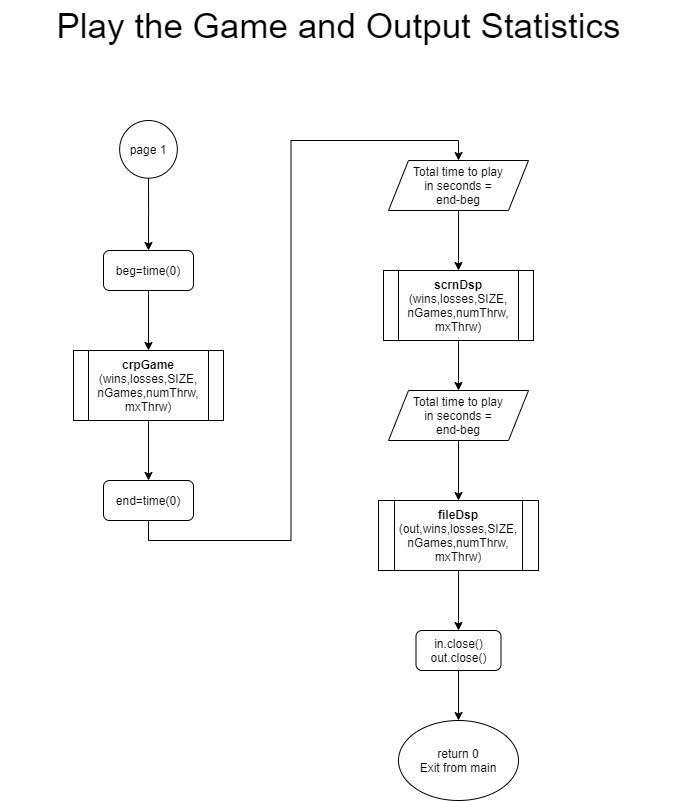 Play the Game and Output Statistics
page 1
beg=time(0)
crpGame
(wins,losses,SIZE,
nGames,numThrw,
mxThrw)
end=time(0)
Total time to play
in seconds =
end-beg
scrnDsp
(wins,losses,SIZE,
nGames,numThrw,
mxThrw)
Total time to play
in seconds =
end-beg
fileDsp
(out,wins,losses,SIZE,
nGames,numThrw,
mxThrw)
in.close()
out.close()
return 0
Exit from main